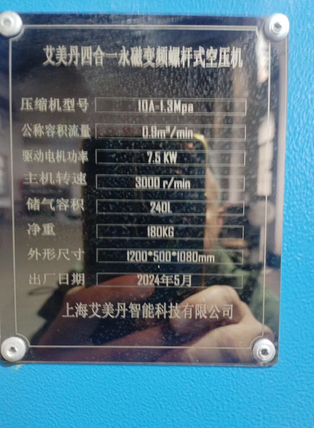 艾美丹四合一永磁变频螺杆式空压机
压缩机型号 10A-1.3Mpa
公称容积流量 0.9m³/min
驱动电机功率 7.5 KW
主机转速 3000 r/min
储气容积 240L
净重 180KG
外形尺寸 1200*500*1080mm
出厂日期 2024年5月
上海艾美丹智能科技有限公司